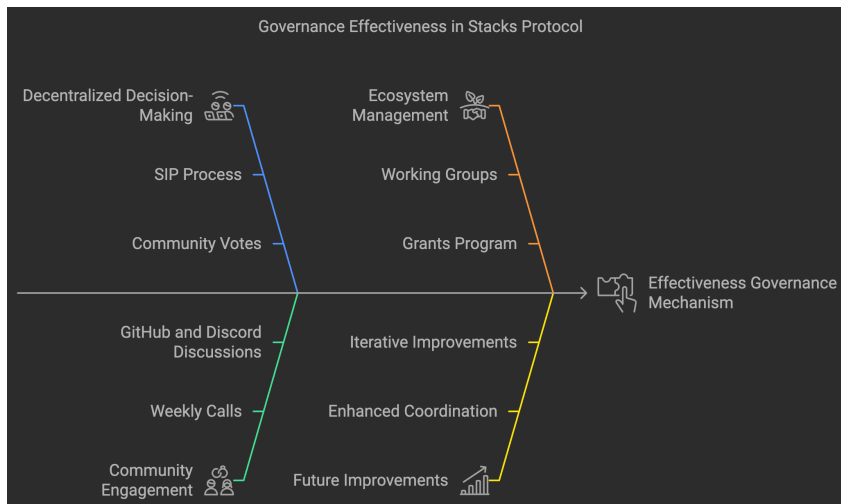 Governance Effectiveness in Stacks Protocol
Decentralized Decision-
Making
SIP Process
Community Votes
Ecosystem
Management
Working Groups
Grants Program
Effectiveness Governance
Mechanism
GitHub and Discord
Discussions
Weekly Calls
Community
Engagement
Iterative Improvements
Enhanced Coordination
Future Improvements